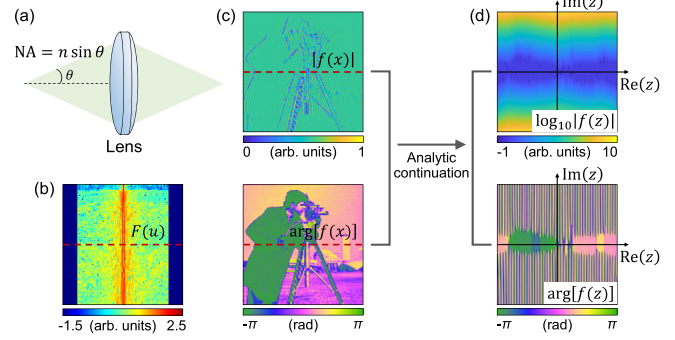 (a)
NA = n sin θ
θ
Lens
(b)
F(u)
-1.5 (arb. units) 2.5
(c)
|f(x)|
0 (arb. units) 1
arg[f(x)]
-π (rad) π
Analytic
continuation
(d)
Im(z)
Re(z)
log₁₀|f(z)|
-1 (arb. units) 10
Im(z)
Re(z)
arg[f(z)]
-π (rad) π